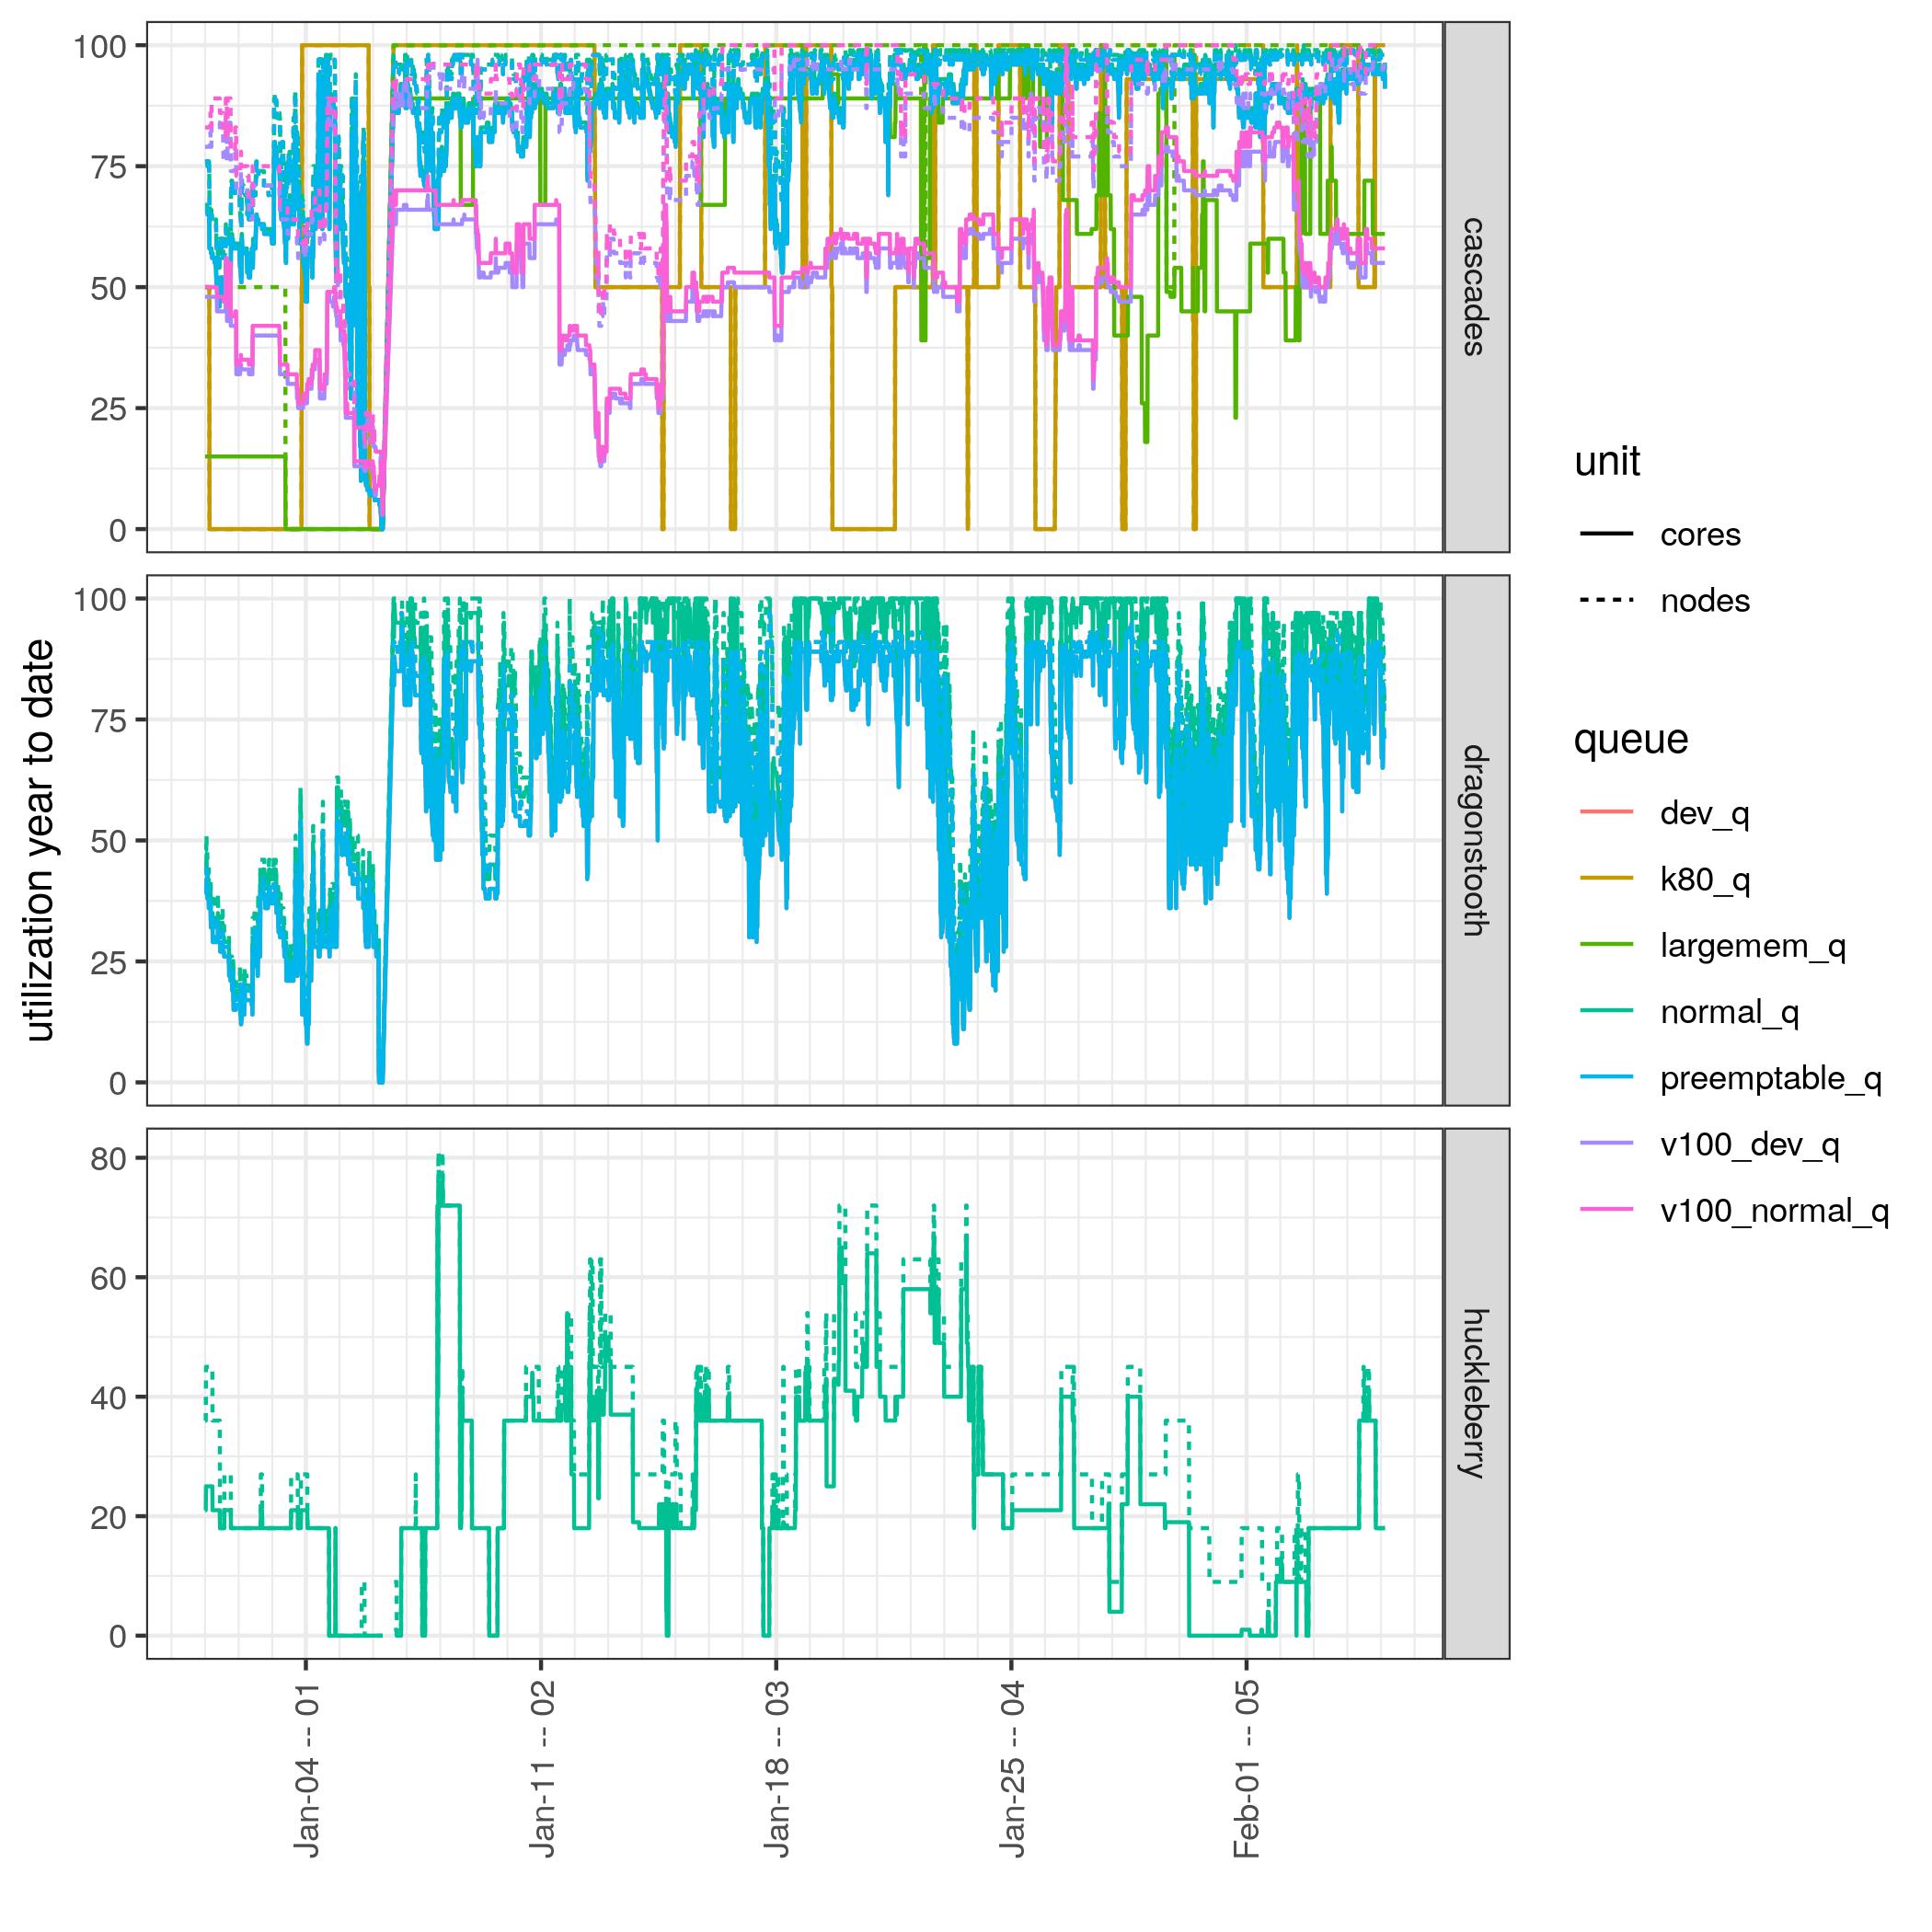 utilization year to date
100
75
50
25
0
cascades
100
75
50
25
0
dragonstooth
80
60
40
20
0
huckleberry
Jan-04 -- 01
Jan-11 -- 02
Jan-18 -- 03
Jan-25 -- 04
Feb-01 -- 05
unit
cores
nodes
queue
dev_q
k80_q
largemem_q
normal_q
preemptable_q
v100_dev_q
v100_normal_q